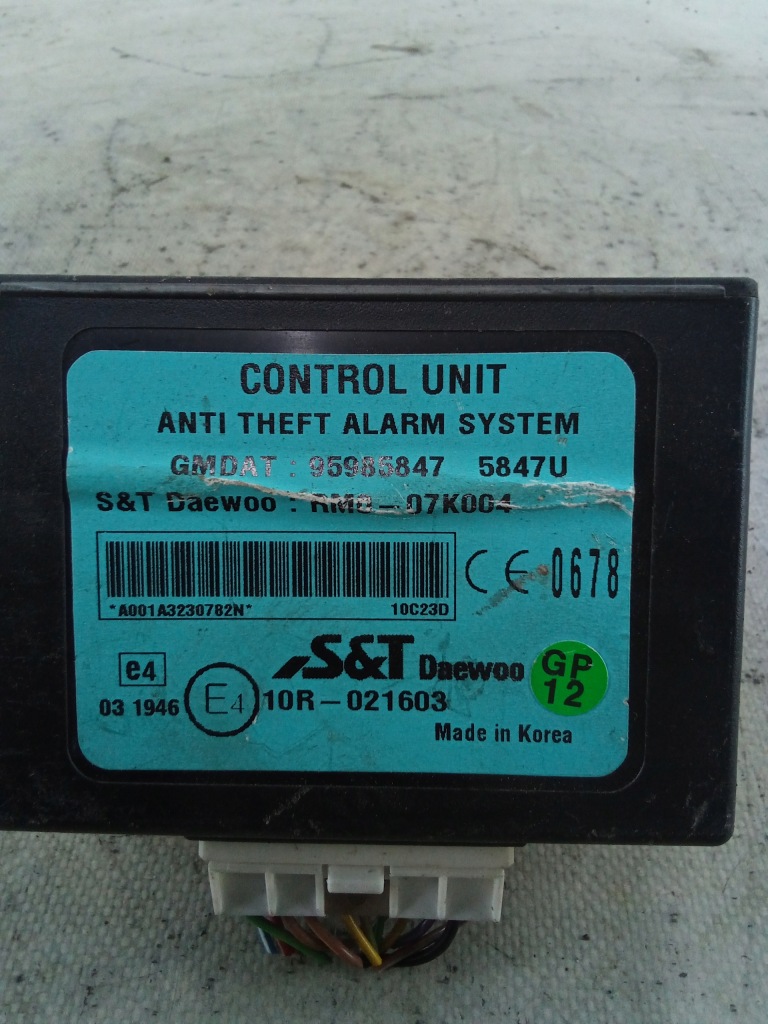 CONTROL UNIT
ANTI THEFT ALARM SYSTEM
GMDAT : 95985847 5847U
S&T Daewoo : RM0-07K004
*A001A3230782N* 10C23D
CE 0678
S&T Daewoo
GP 12
e4
03 1946
E4
10R-021603
Made in Korea